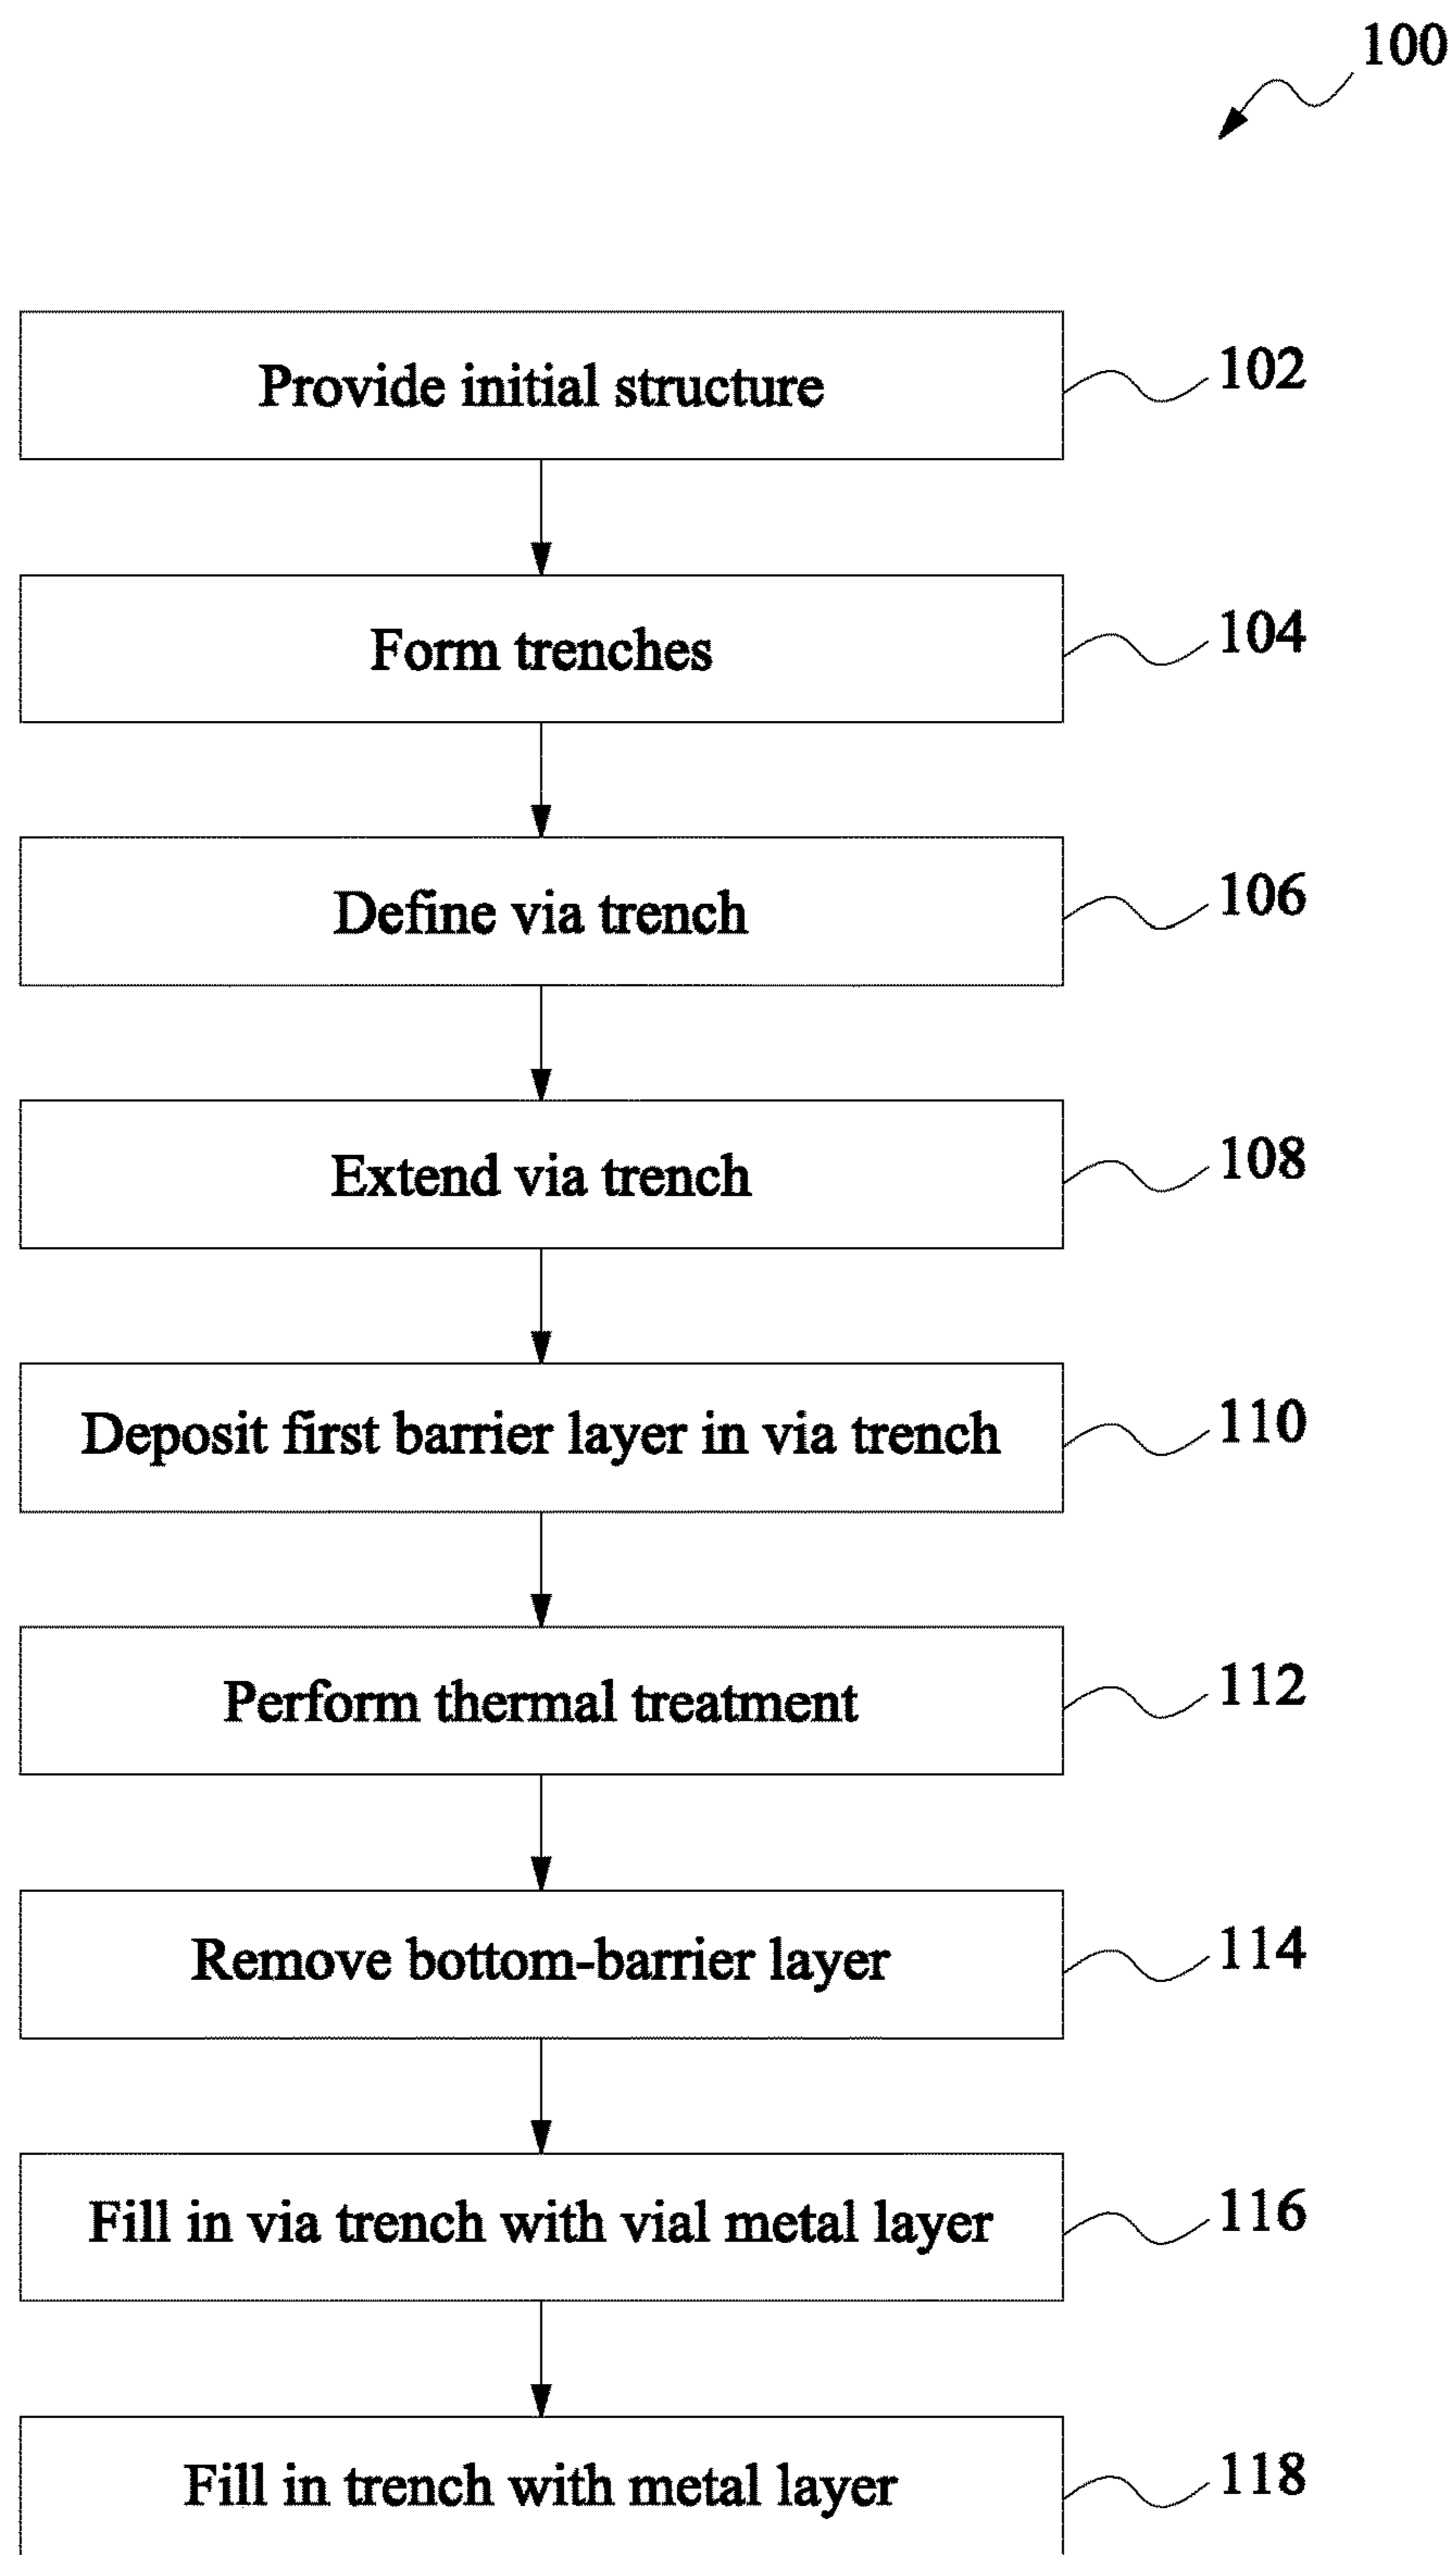 100
Provide initial structure 102
Form trenches 104
Define via trench 106
Extend via trench 108
Deposit first barrier layer in via trench 110
Perform thermal treatment 112
Remove bottom-barrier layer 114
Fill in via trench with vial metal layer 116
Fill in trench with metal layer 118